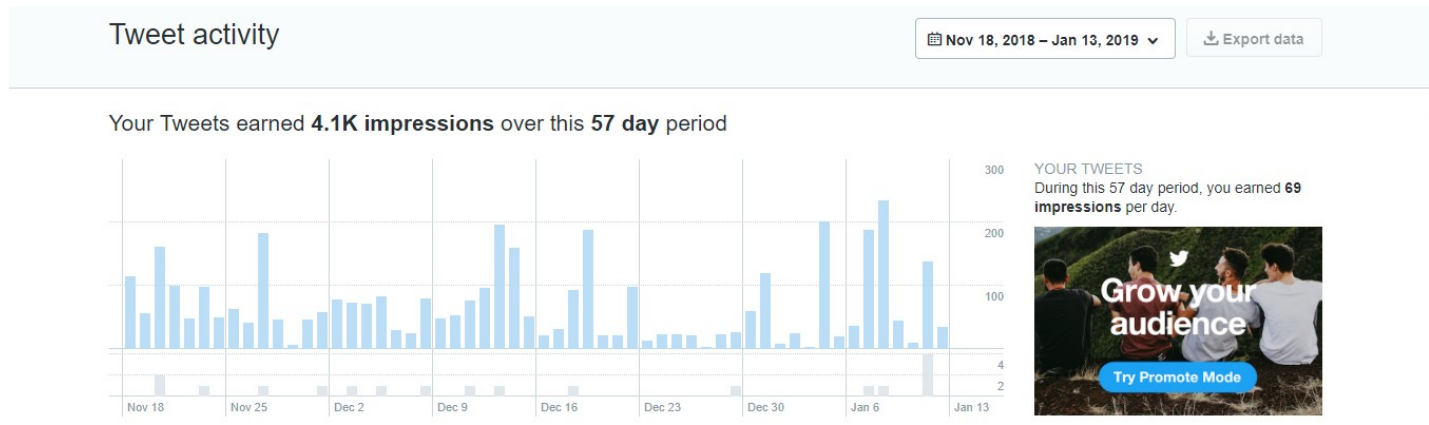 Tweet activity
Nov 18, 2018 – Jan 13, 2019
Export data
Your Tweets earned 4.1K impressions over this 57 day period
300
200
100
4
2
Nov 18
Nov 25
Dec 2
Dec 9
Dec 16
Dec 23
Dec 30
Jan 6
Jan 13
YOUR TWEETS
During this 57 day period, you earned 69
impressions per day.
Grow your
audience
Try Promote Mode